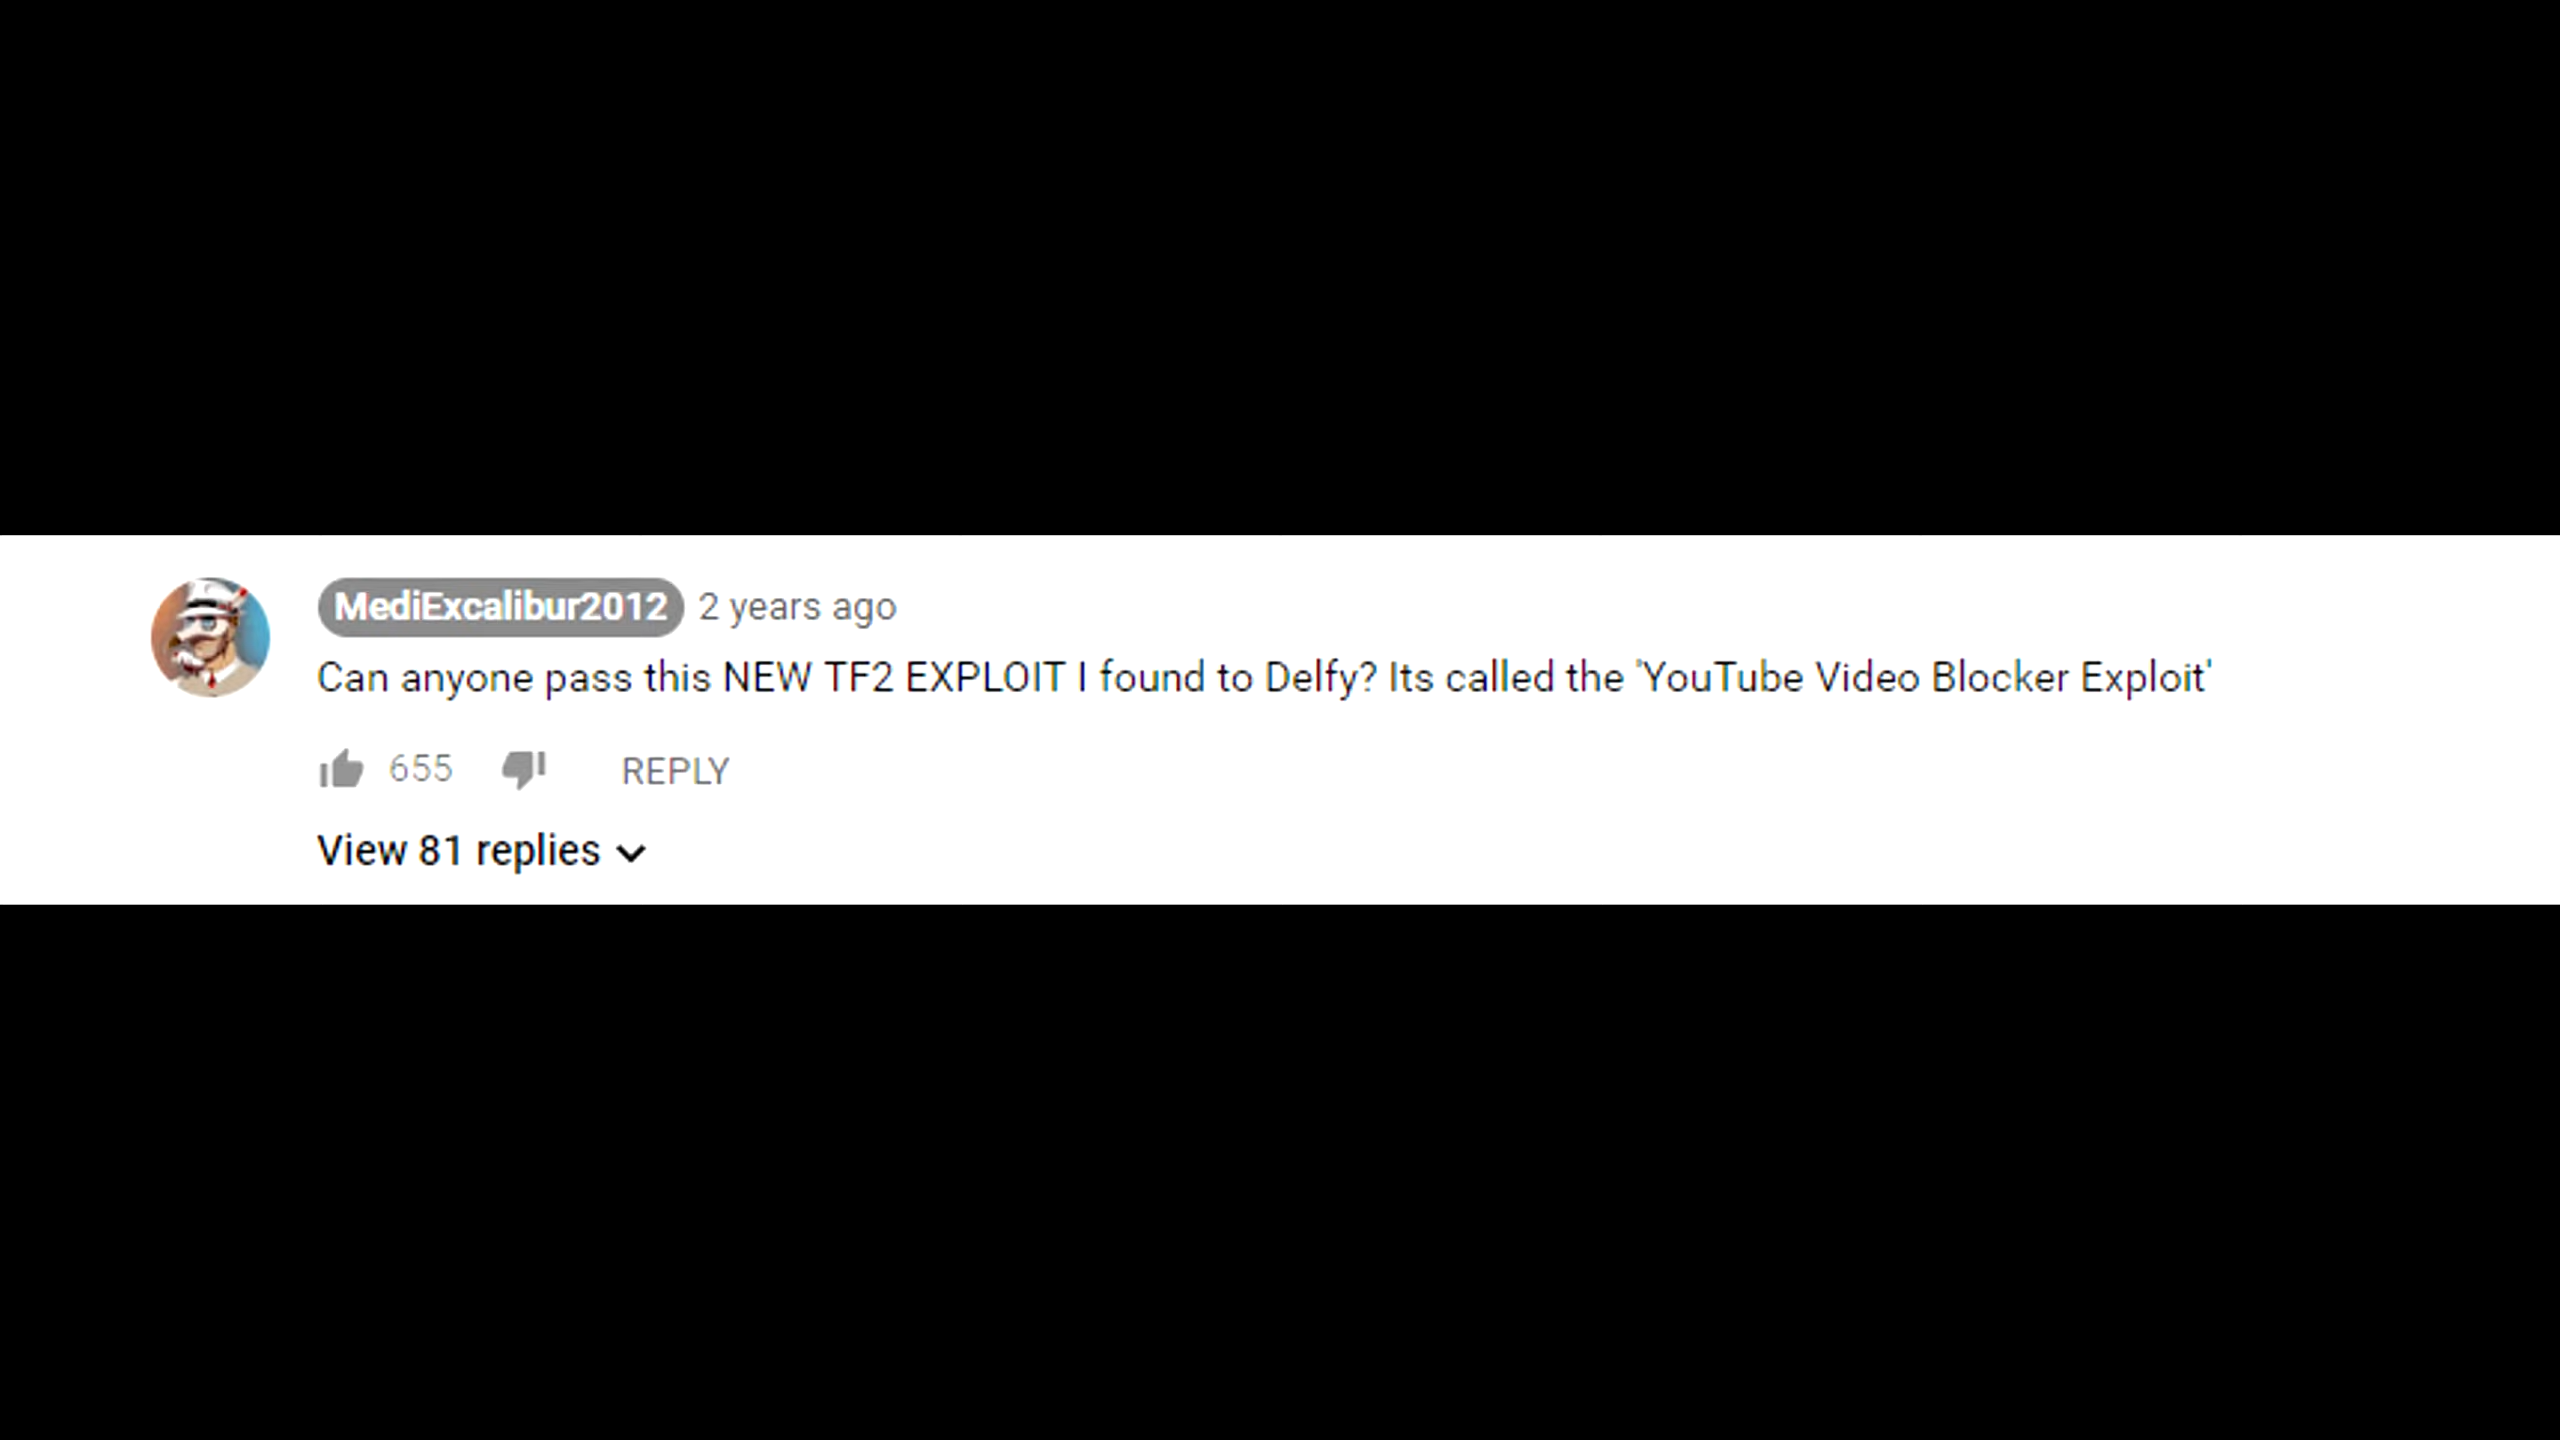 MediExcalibur2012 2 years ago
Can anyone pass this NEW TF2 EXPLOIT I found to Delfy? Its called the 'YouTube Video Blocker Exploit'
655 REPLY
View 81 replies